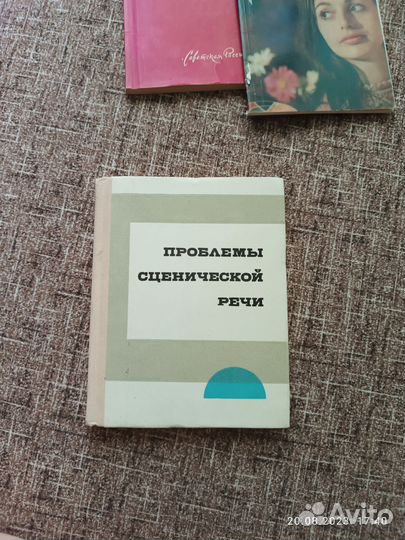 Советская Россия
ПРОБЛЕМЫ
СЦЕНИЧЕСКОЙ
РЕЧИ
20.08.2023 17:40
Avito